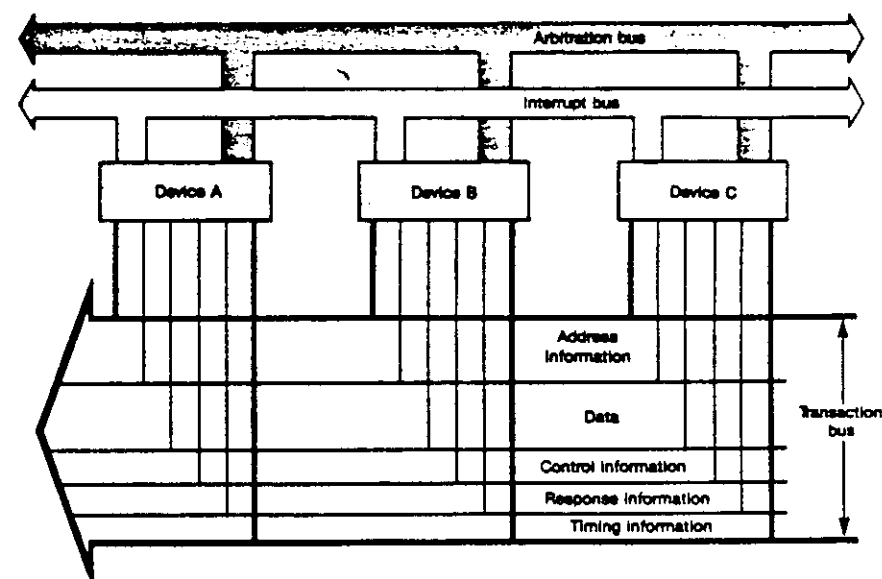 Arbitration bus
Interrupt bus
Device A
Device B
Device C
Address
information
Data
Transaction
bus
Control information
Response information
Timing information